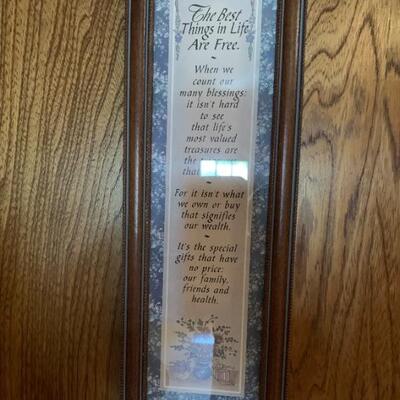 The Best
Things in Life
Are Free.
When we
count our
many blessings;
it isn't hard
to see
that life's
most valued
treasures are
the
that
For it isn't what
we own or buy
that signifies
our wealth.
It's the special
gifts that have
no price:
our family,
friends and
health.